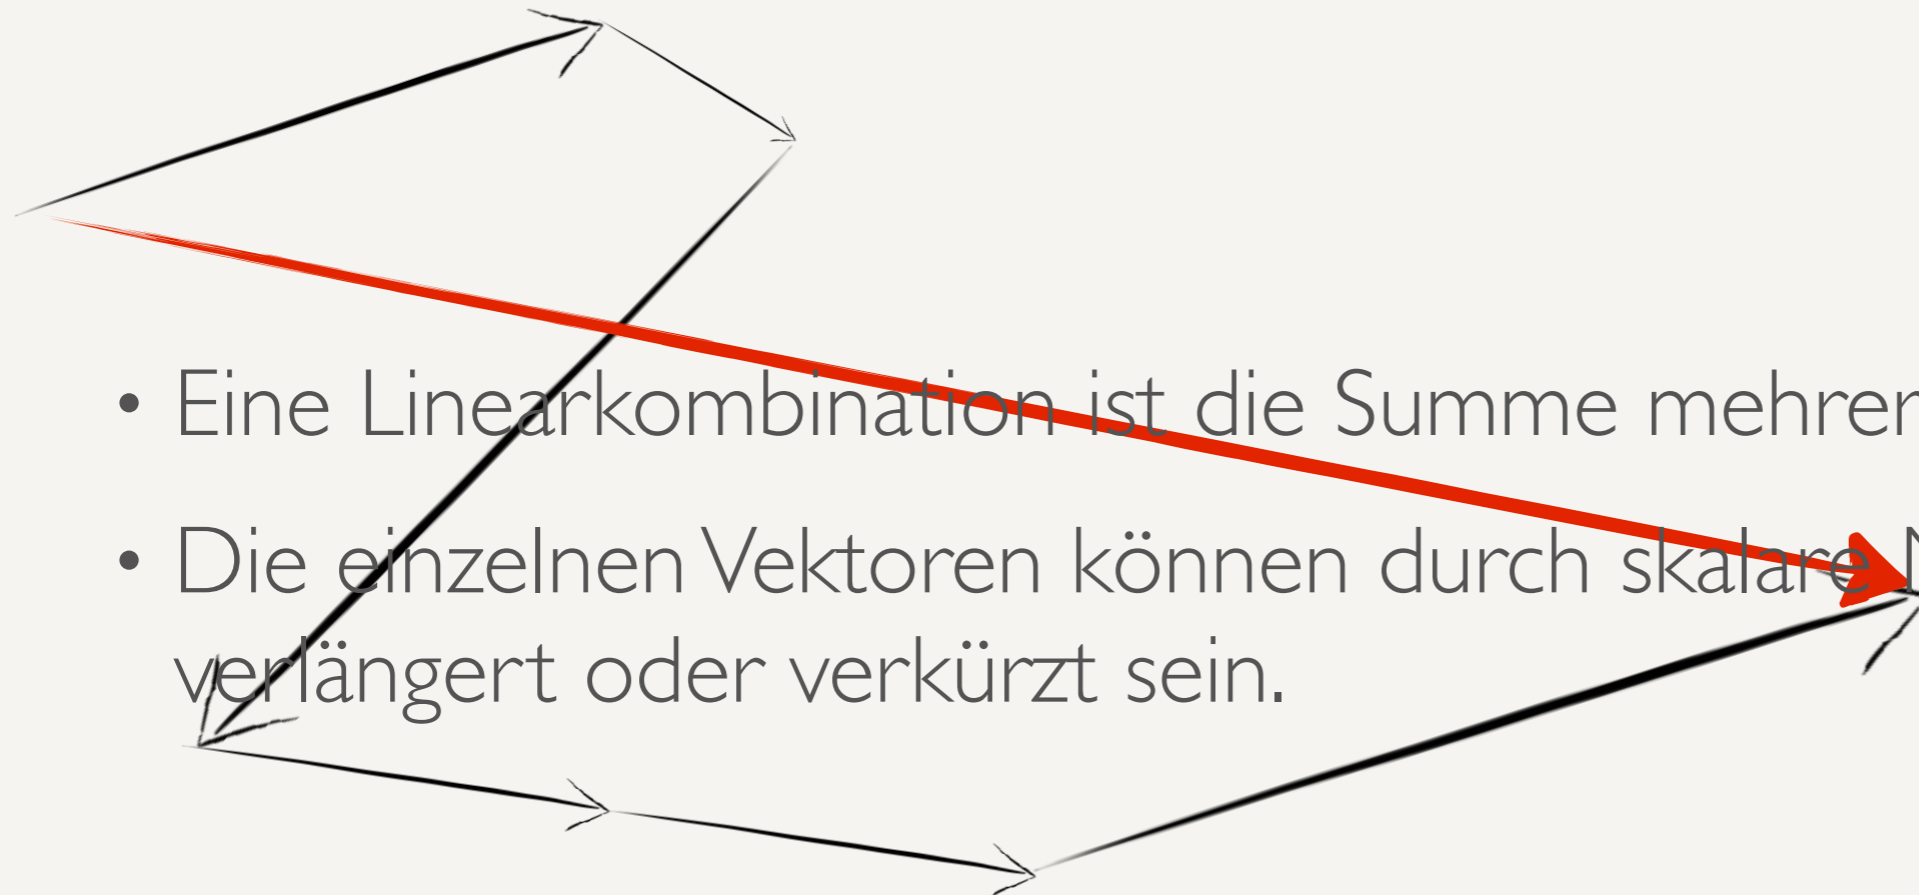 • Eine Linearkombination ist die Summe mehrer
• Die einzelnen Vektoren können durch skalare
verlängert oder verkürzt sein.